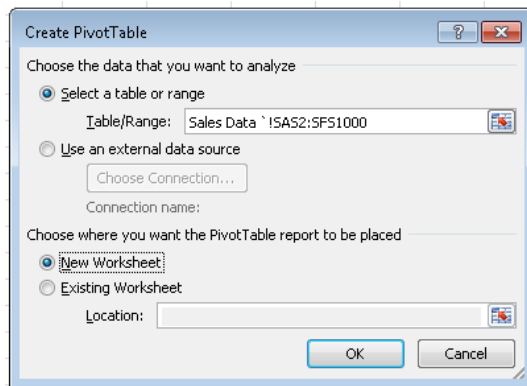 Create PivotTable
Choose the data that you want to analyze
Select a table or range
Table/Range: Sales Data `!SAS2:SFS1000
Use an external data source
Choose Connection...
Connection name:
Choose where you want the PivotTable report to be placed
New Worksheet
Existing Worksheet
Location:
OK Cancel